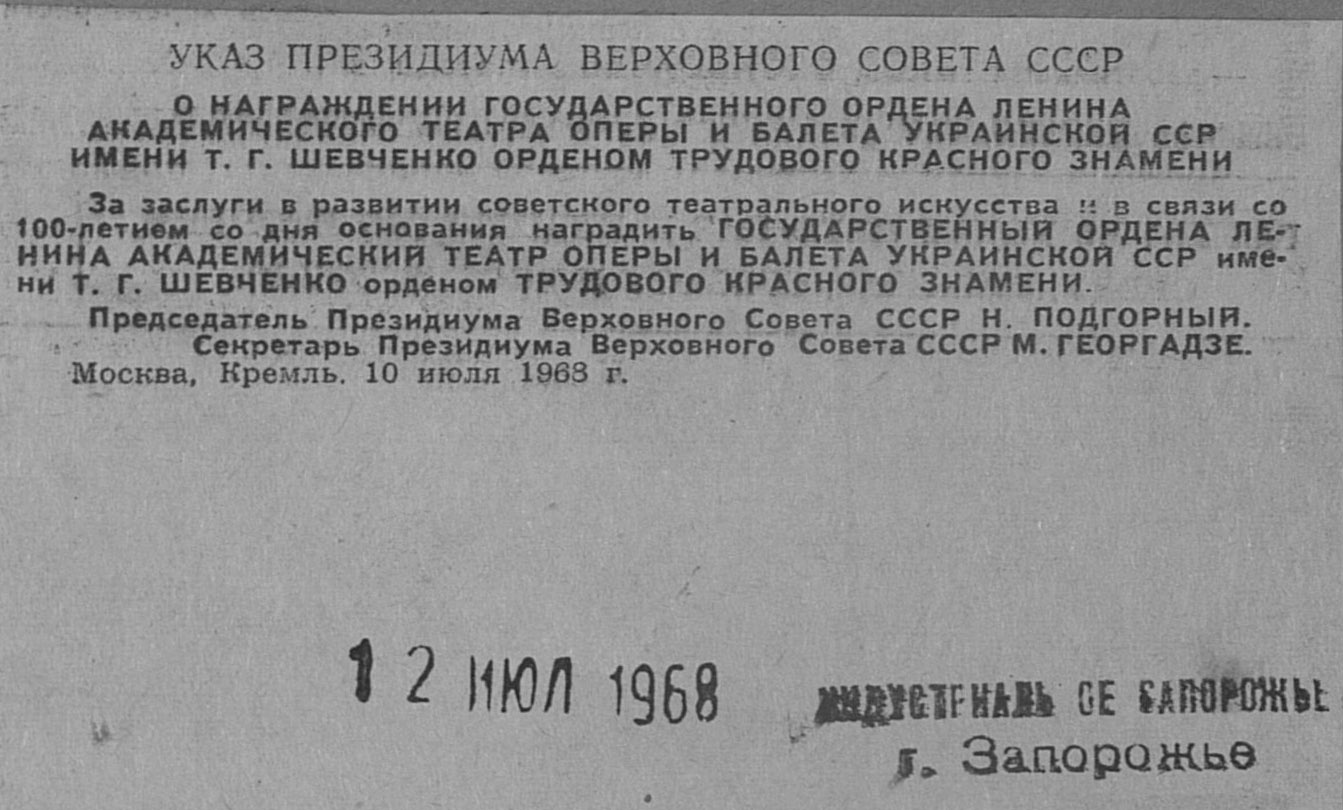 УКАЗ ПРЕЗИДИУМА ВЕРХОВНОГО СОВЕТА СССР
О НАГРАЖДЕНИИ ГОСУДАРСТВЕННОГО ОРДЕНА ЛЕНИНА
АКАДЕМИЧЕСКОГО ТЕАТРА ОПЕРЫ И БАЛЕТА УКРАИНСКОЙ ССР
ИМЕНИ Т. Г. ШЕВЧЕНКО ОРДЕНОМ ТРУДОВОГО КРАСНОГО ЗНАМЕНИ
За заслуги в развитии советского театрального искусства и в связи со
100-летием со дня основания наградить ГОСУДАРСТВЕННЫЙ ОРДЕНА ЛЕ-
НИНА АКАДЕМИЧЕСКИЙ ТЕАТР ОПЕРЫ И БАЛЕТА УКРАИНСКОЙ ССР име-
ни Т. Г. ШЕВЧЕНКО орденом ТРУДОВОГО КРАСНОГО ЗНАМЕНИ.
Председатель Президиума Верховного Совета СССР Н. ПОДГОРНЫЙ.
Секретарь Президиума Верховного Совета СССР М. ГЕОРГАДЗЕ.
Москва, Кремль. 10 июля 1968 г.
12 ИЮЛ 1968
ИНДУСТРИАЛЬ ОЕ ЗАПОРОЖЬЕ
г. Запорожье